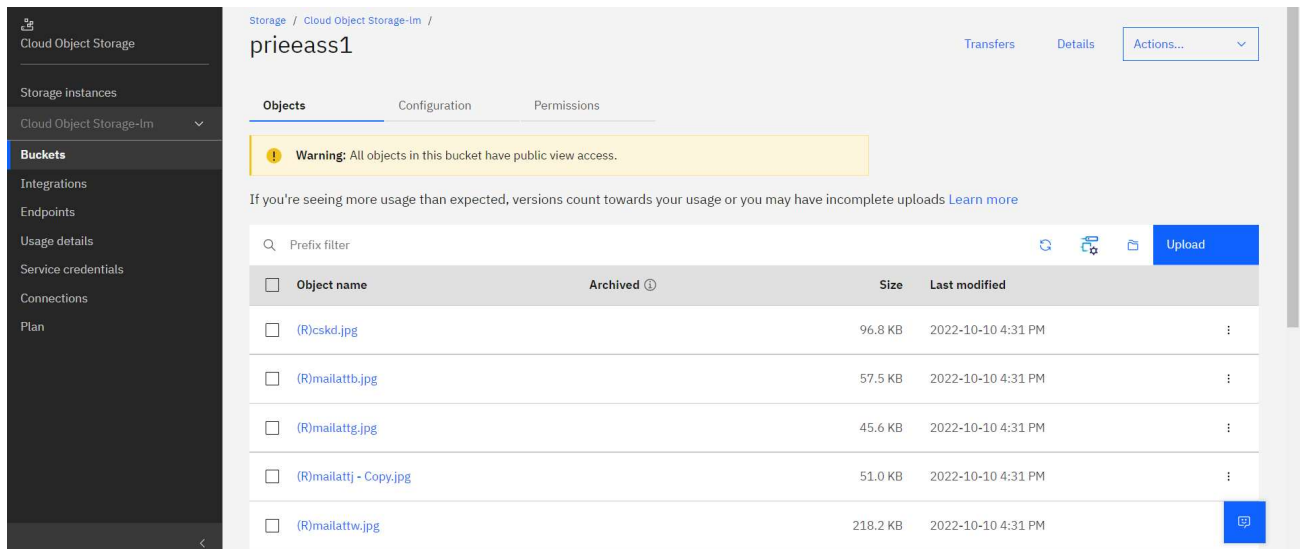 Cloud Object Storage
Storage instances
Cloud Object Storage-lm
Buckets
Integrations
Endpoints
Usage details
Service credentials
Connections
Plan
Storage / Cloud Object Storage-lm /
prieeass1
Transfers Details Actions...
Objects Configuration Permissions
Warning: All objects in this bucket have public view access.
If you're seeing more usage than expected, versions count towards your usage or you may have incomplete uploads Learn more
Prefix filter Upload
Object name Archived Size Last modified
(R)cskd.jpg 96.8 KB 2022-10-10 4:31 PM
(R)mailattb.jpg 57.5 KB 2022-10-10 4:31 PM
(R)mailattg.jpg 45.6 KB 2022-10-10 4:31 PM
(R)mailattj - Copy.jpg 51.0 KB 2022-10-10 4:31 PM
(R)mailattw.jpg 218.2 KB 2022-10-10 4:31 PM